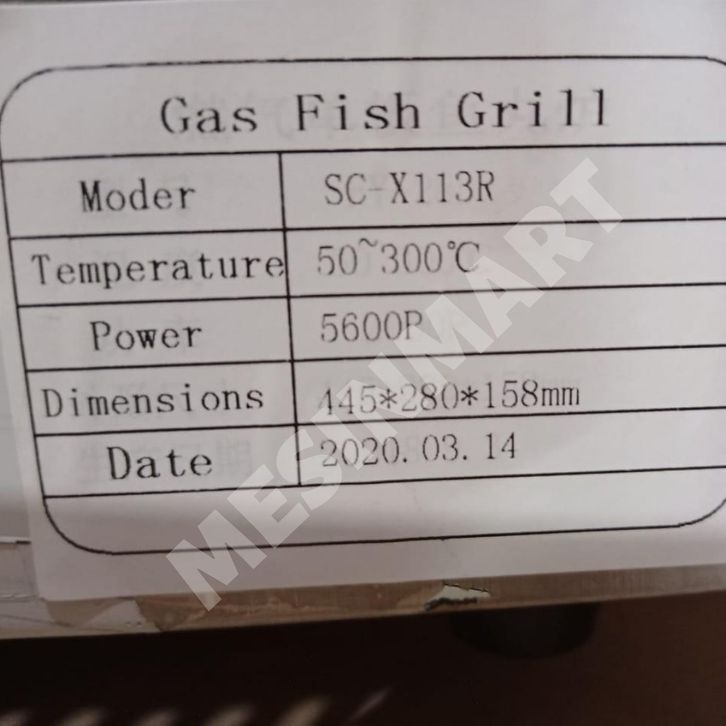 Gas Fish Grill
Moder SC-X113R
Temperature 50~300℃
Power 5600P
Dimensions 445*280*158mm
Date 2020.03.14
MESINMART